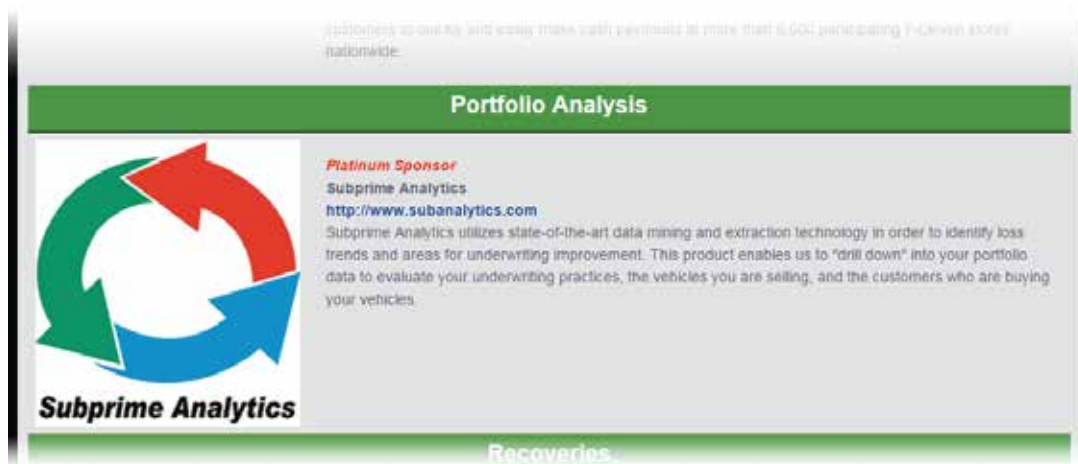 customers to quickly and easily make cash payments at more than 6,600 participating 7-Eleven stores
nationwide.
Portfolio Analysis
Platinum Sponsor
Subprime Analytics
http://www.subanalytics.com
Subprime Analytics utilizes state-of-the-art data mining and extraction technology in order to identify loss
trends and areas for underwriting improvement. This product enables us to "drill down" into your portfolio
data to evaluate your underwriting practices, the vehicles you are selling, and the customers who are buying
your vehicles.
Subprime Analytics
Recoveries